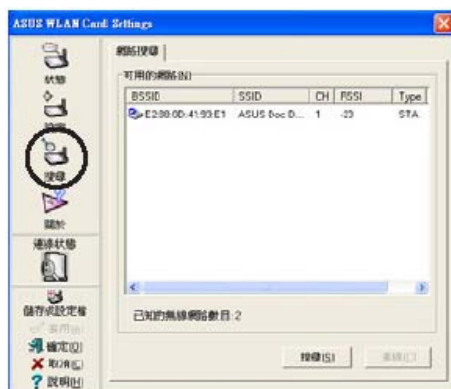 ASUS WLAN Card Settings
狀態
設定
搜尋
關於
連線狀態
儲存成設定檔
套用(A)
確定(O)
取消(C)
說明(H)
網路搜尋
可用的網路(N)
BSSID SSID CH RSSI Type
ASUS Doc D... 1 STA
已知的無線網路數目:2
搜尋(S)
連線(C)